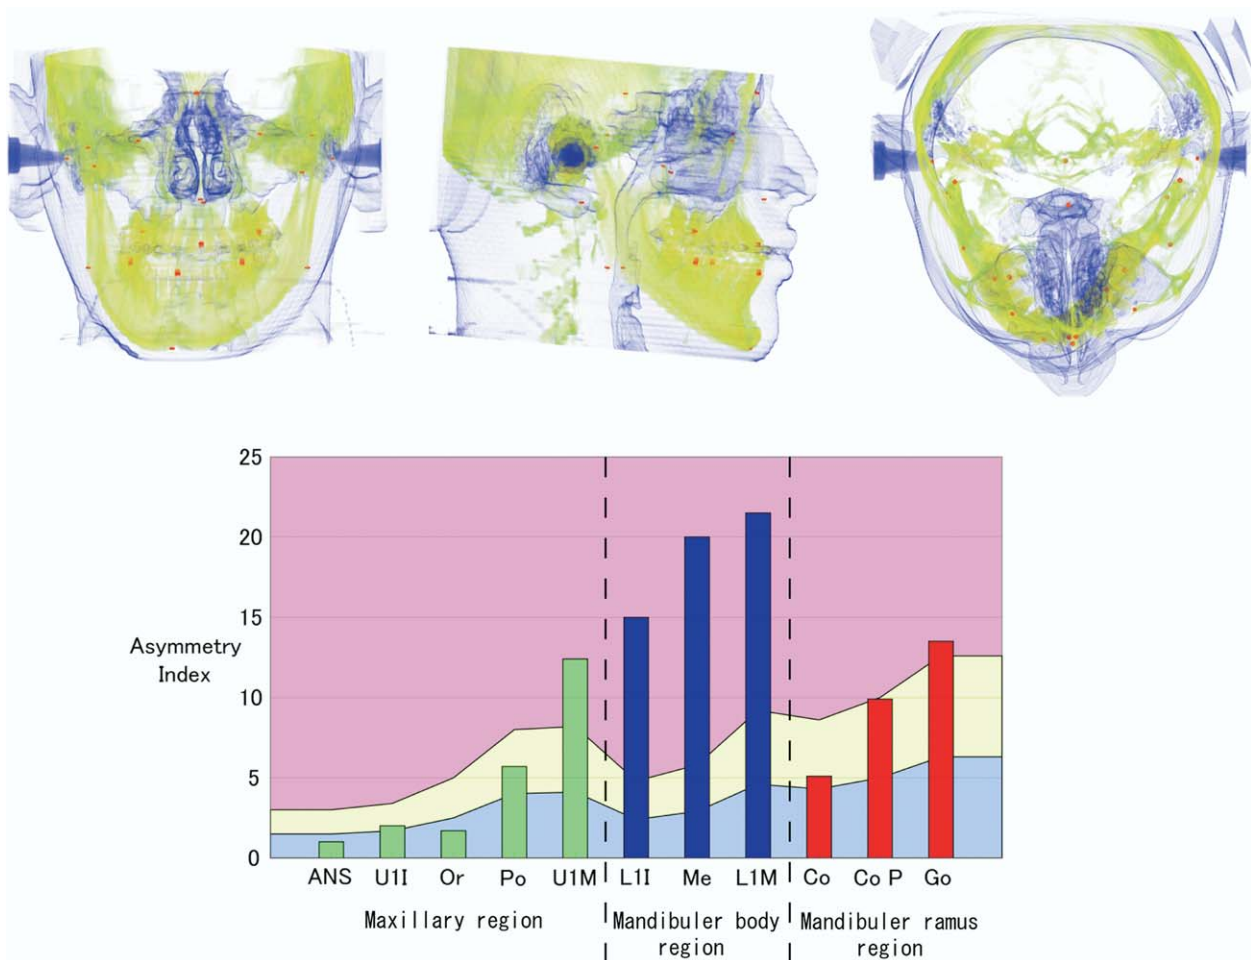 25
20
15
10
5
0
Asymmetry
Index
ANS U1I Or Po U1M L1I Me L1M Co Co P Go
Maxillary region
Mandibuler body
region
Mandibuler ramus
region